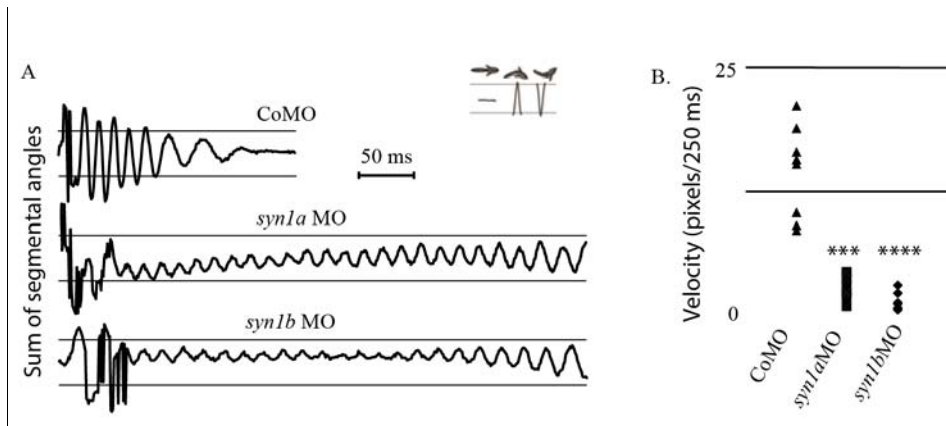 A
CoMO
50 ms
syn1a MO
syn1b MO
Sum of segmental angles
B.
25
Velocity (pixels/250 ms)
*** ****
0
CoMO
syn1aMO
syn1bMO